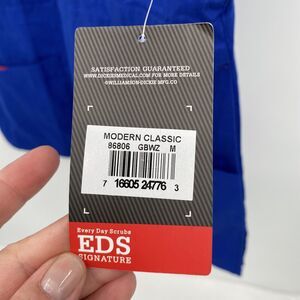 SATISFACTION GUARANTEED
WWW.DICKIESMEDICAL.COM FOR MORE DETAILS
©WILLIAMSON-DICKIE MFG.CO
MODERN CLASSIC
86806 GBWZ M
7 16605 24776 3
Every Day Scrubs
EDS
SIGNATURE